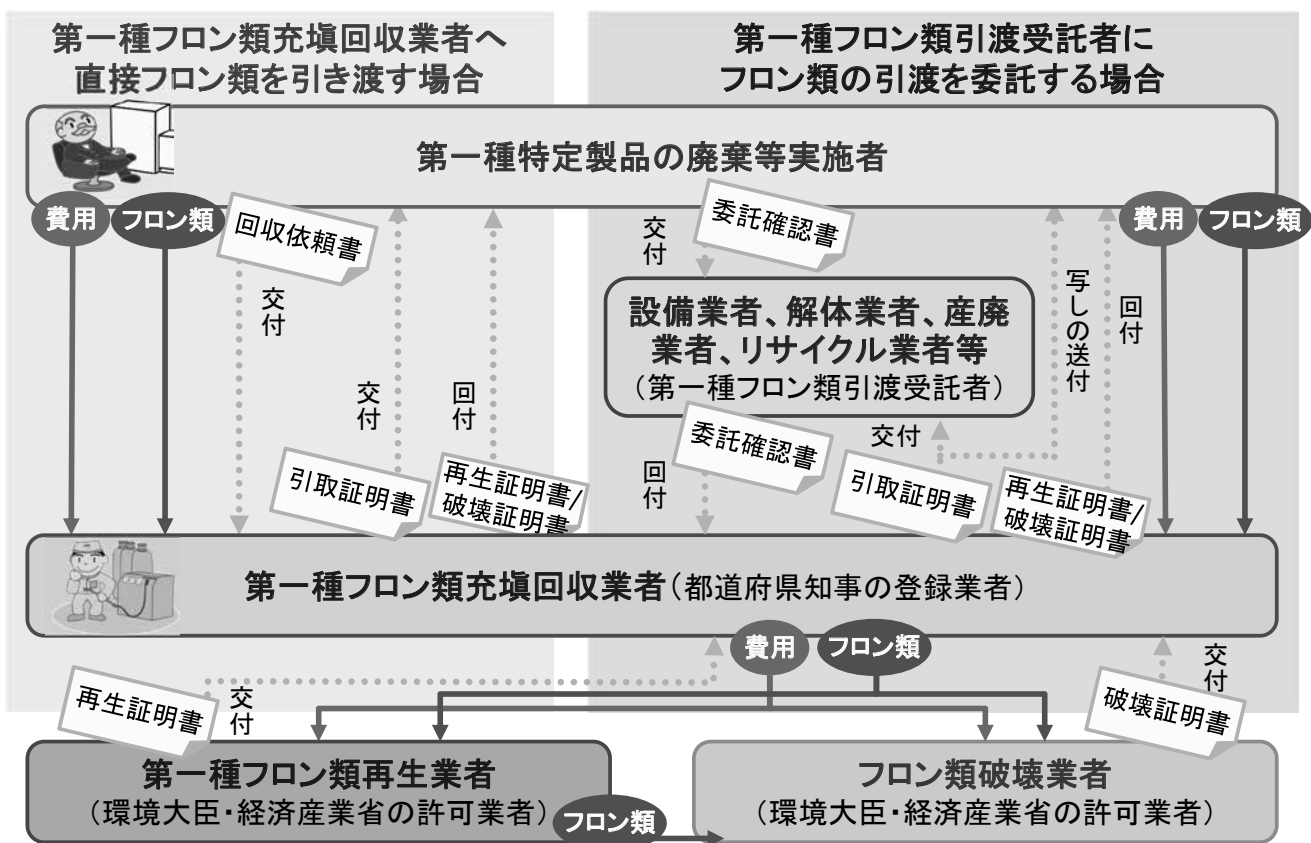 第一種フロン類充塡回収業者へ
直接フロン類を引き渡す場合
第一種フロン類引渡受託者に
フロン類の引渡を委託する場合
第一種特定製品の廃棄等実施者
費用
フロン類
回収依頼書
交付
交付
回付
引取証明書
再生証明書/
破壊証明書
委託確認書
交付
設備業者、解体業者、産廃
業者、リサイクル業者等
（第一種フロン類引渡受託者）
委託確認書
回付
交付
引取証明書
写しの送付
回付
再生証明書/
破壊証明書
費用
フロン類
第一種フロン類充塡回収業者（都道府県知事の登録業者）
費用
フロン類
再生証明書
交付
交付
破壊証明書
第一種フロン類再生業者
（環境大臣・経済産業省の許可業者）
フロン類
フロン類破壊業者
（環境大臣・経済産業省の許可業者）